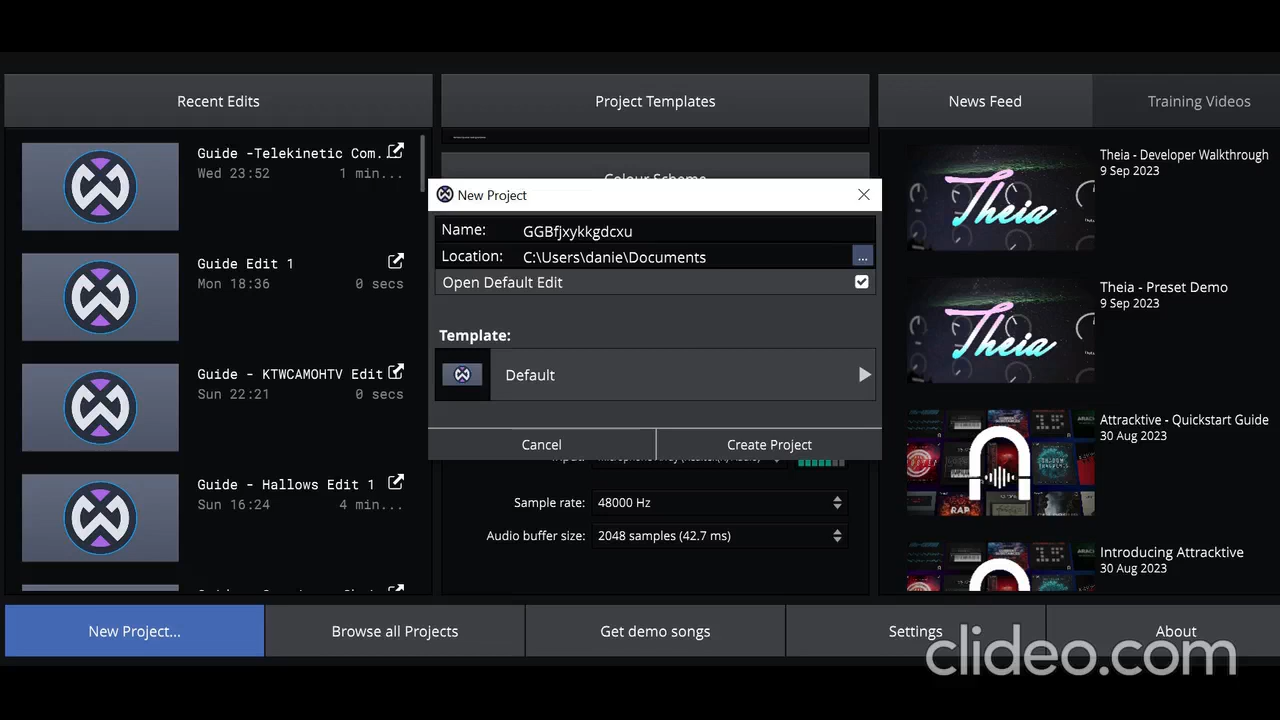 Recent Edits
Project Templates
News Feed
Training Videos
Guide -Telekinetic Com..
Wed 23:52
1 min...
Guide Edit 1
Mon 18:36
0 secs
Guide - KTWCAMOHTV Edit
Sun 22:21
0 secs
Guide - Hallows Edit 1
Sun 16:24
4 min...
Colour Scheme
New Project
Name:
GGBfjxykkgdcxu
Location:
C:\Users\danie\Documents
...
Open Default Edit
Template:
Default
Cancel
Create Project
Sample rate:
48000 Hz
Audio buffer size:
2048 samples (42.7 ms)
Theia
Theia - Developer Walkthrough
9 Sep 2023
Theia
Theia - Preset Demo
9 Sep 2023
RAP
Attracktive - Quickstart Guide
30 Aug 2023
Introducing Attracktive
30 Aug 2023
New Project...
Browse all Projects
Get demo songs
Settings
About
clideo.com